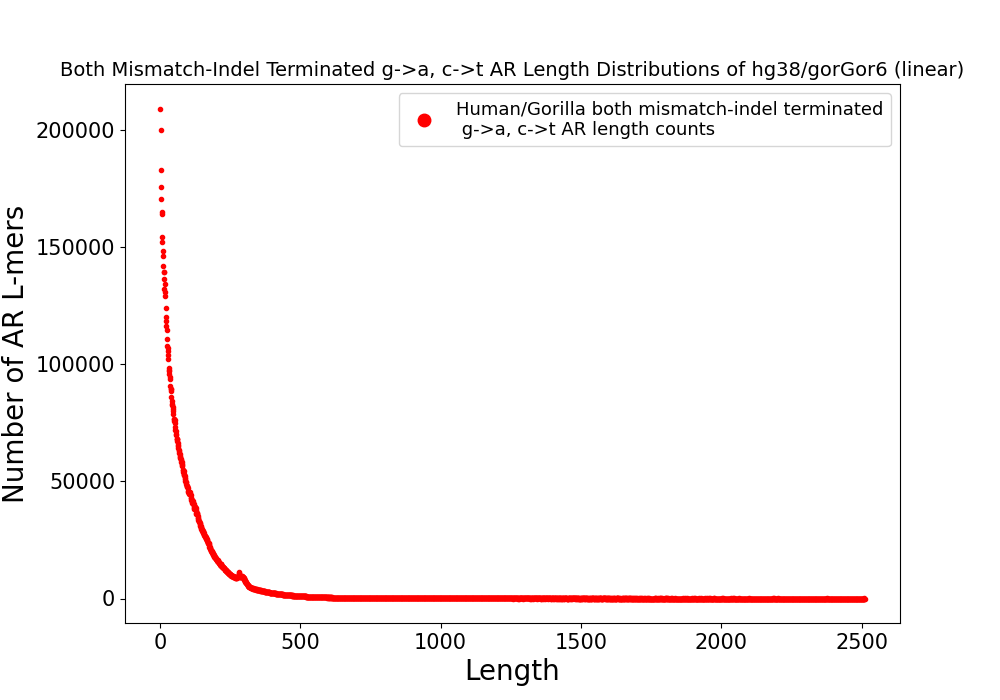 Both Mismatch-Indel Terminated g->a, c->t AR Length Distributions of hg38/gorGor6 (linear)
Human/Gorilla both mismatch-indel terminated
g->a, c->t AR length counts
Number of AR L-mers
200000
150000
100000
50000
0
0 500 1000 1500 2000 2500
Length